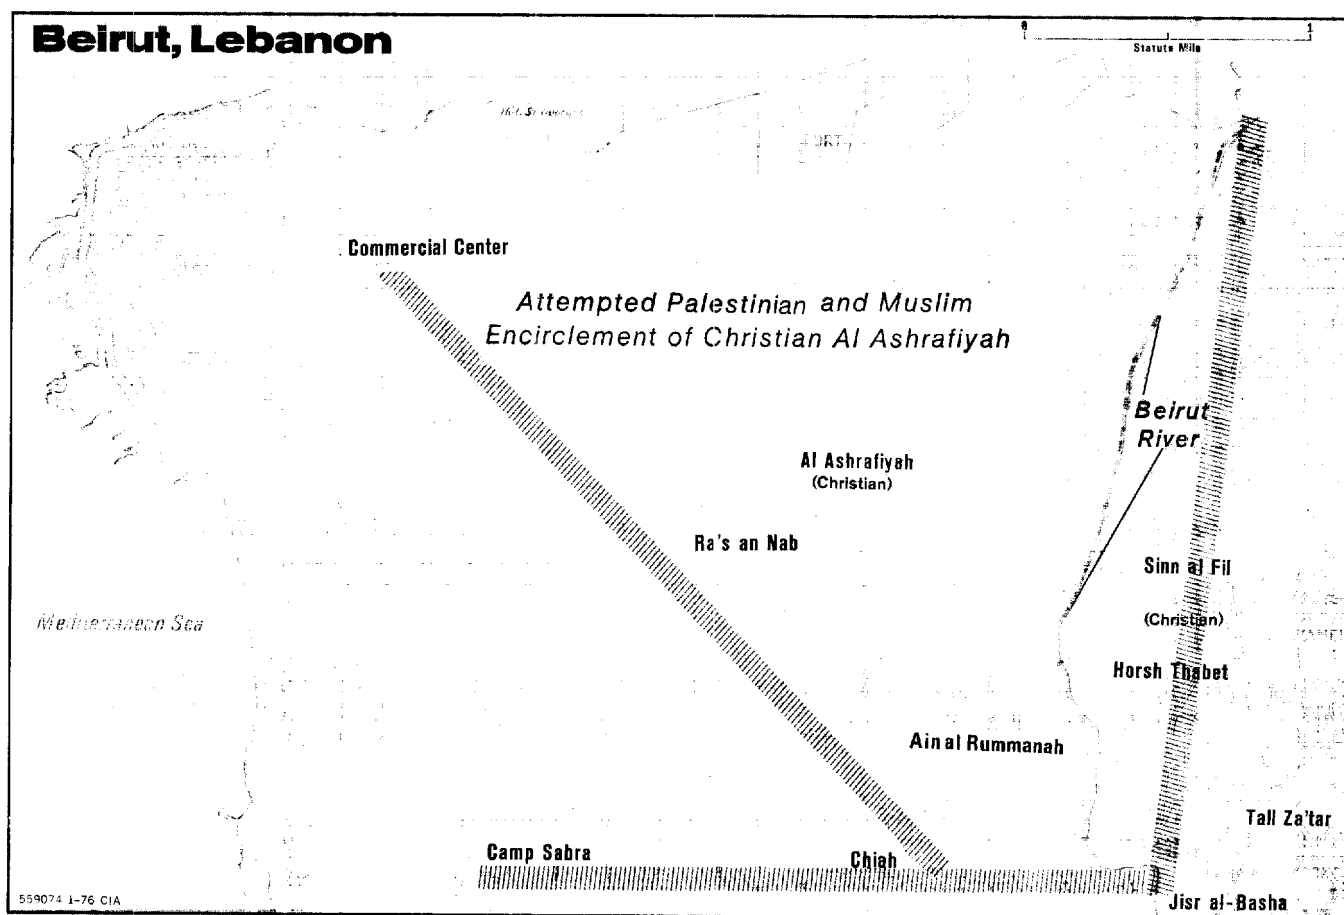 Beirut, Lebanon
0 1
Statute Mile
Commercial Center
Attempted Palestinian and Muslim
Encirclement of Christian Al Ashrafiyah
Beirut
River
Al Ashrafiyah
(Christian)
Ra's an Nab
Sinn al Fil
(Christian)
Mediterranean Sea
Horsh Thabet
Ain al Rummanah
Tall Za'tar
Camp Sabra
Chiah
Jisr al-Basha
559074 1-76 CIA